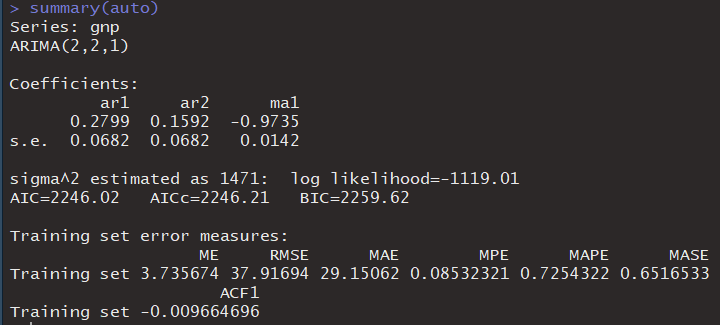 > summary(auto)
Series: gnp
ARIMA(2,2,1)
Coefficients:
ar1 ar2 ma1
0.2799 0.1592 -0.9735
s.e. 0.0682 0.0682 0.0142
sigma^2 estimated as 1471: log likelihood=-1119.01
AIC=2246.02 AICc=2246.21 BIC=2259.62
Training set error measures:
ME RMSE MAE MPE MAPE MASE
Training set 3.735674 37.91694 29.15062 0.08532321 0.7254322 0.6516533
ACF1
Training set -0.009664696